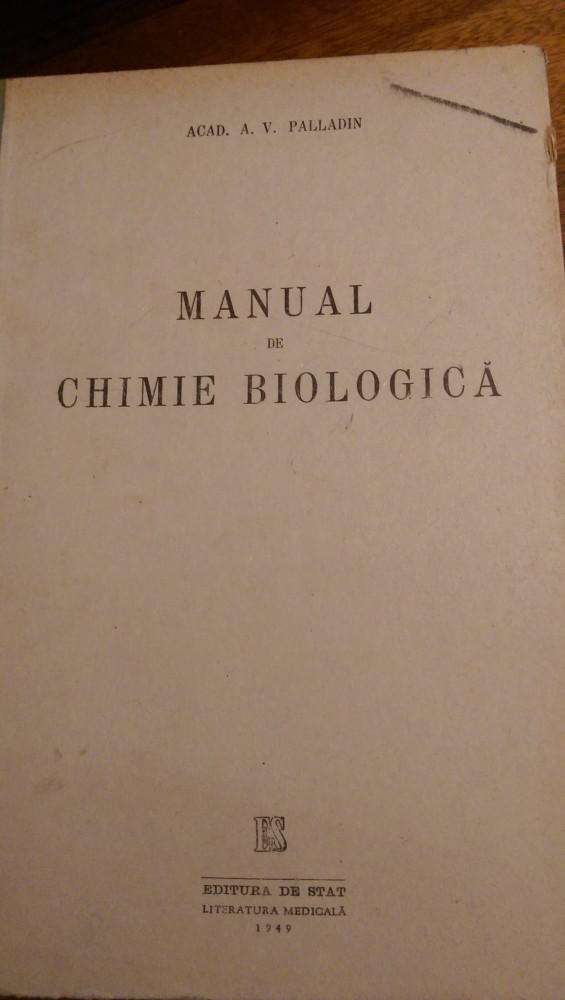 ACAD. A. V. PALLADIN
MANUAL
DE
CHIMIE BIOLOGICĂ
ES
EDITURA DE STAT
LITERATURA MEDICALĂ
1949